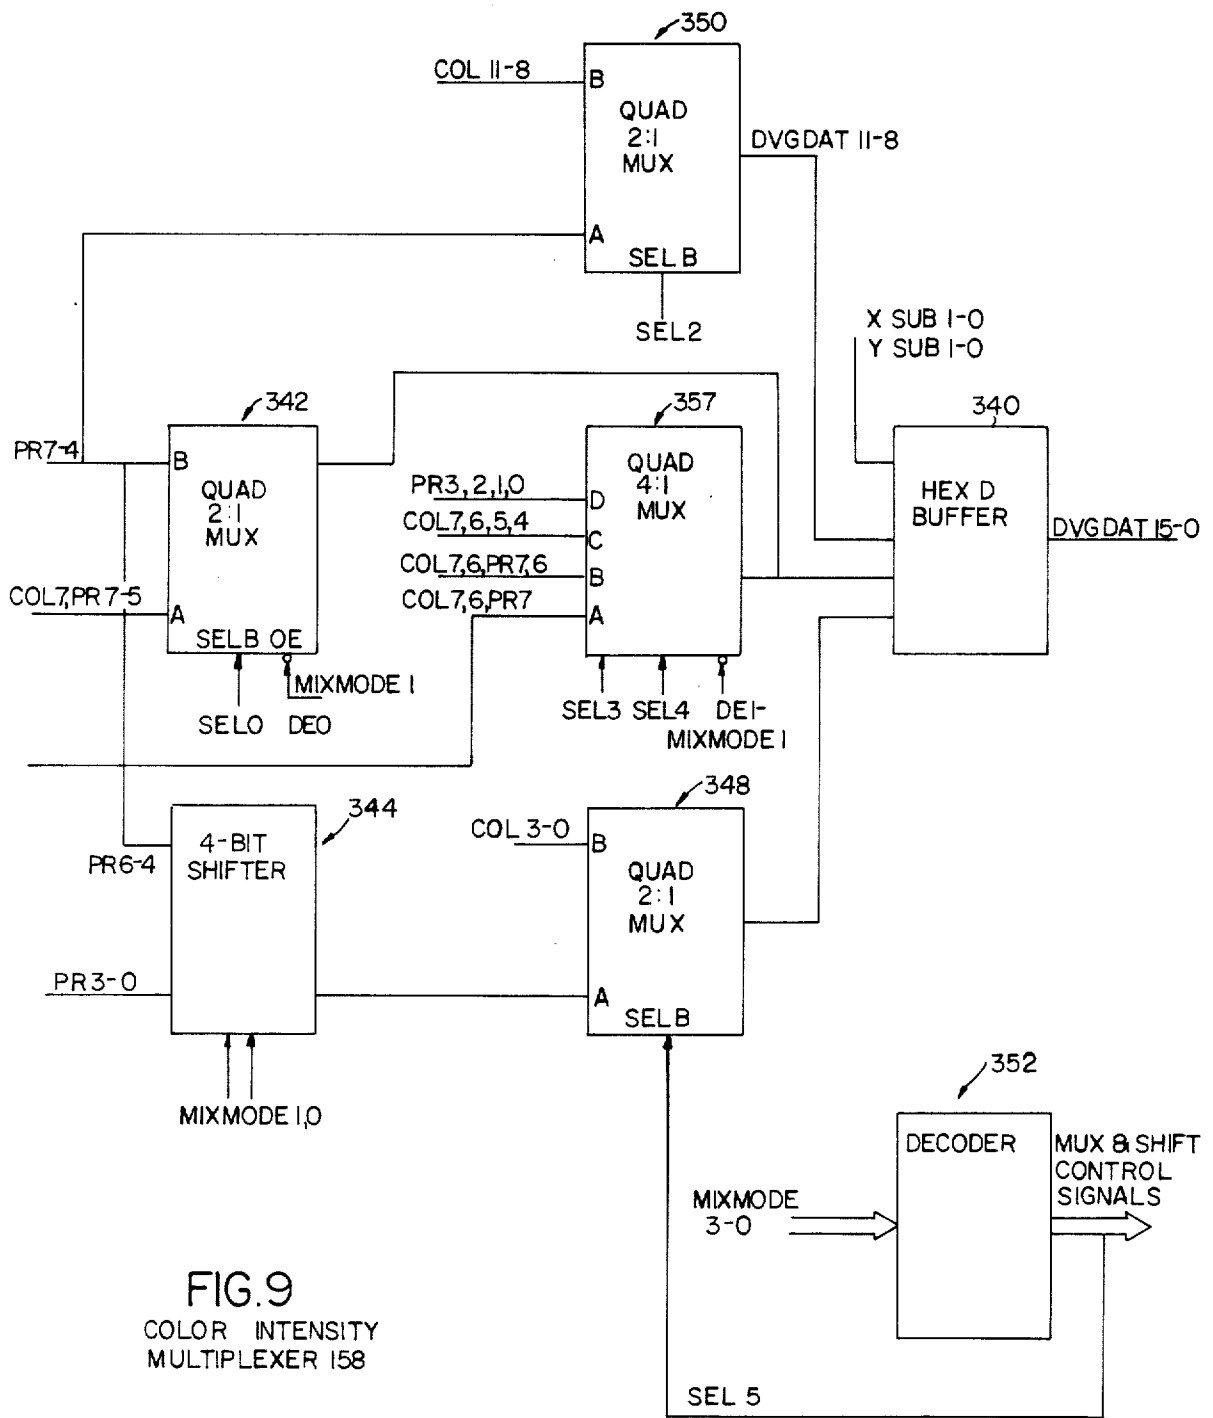 350
COL 11-8
B
QUAD
2:1
MUX
DVGDAT 11-8
A
SEL B
SEL2
X SUB 1-0
Y SUB 1-0
342
357
340
PR7-4
B
QUAD
2:1
MUX
QUAD
4:1
MUX
PR3,2,1,0
D
COL7,6,5,4
C
COL7,6,PR7,6
B
COL7,6,PR7
A
HEX D
BUFFER
DVGDAT 15-0
COL7,PR7-5
A
SELB OE
MIXMODE 1
SEL0 DE0
SEL3 SEL4 DE1-
MIXMODE 1
344
348
4-BIT
SHIFTER
PR6-4
COL 3-0
B
QUAD
2:1
MUX
PR3-0
A
SELB
MIXMODE 1,0
352
DECODER
MUX & SHIFT
CONTROL
SIGNALS
MIXMODE
3-0
FIG.9
COLOR INTENSITY
MULTIPLEXER 158
SEL 5